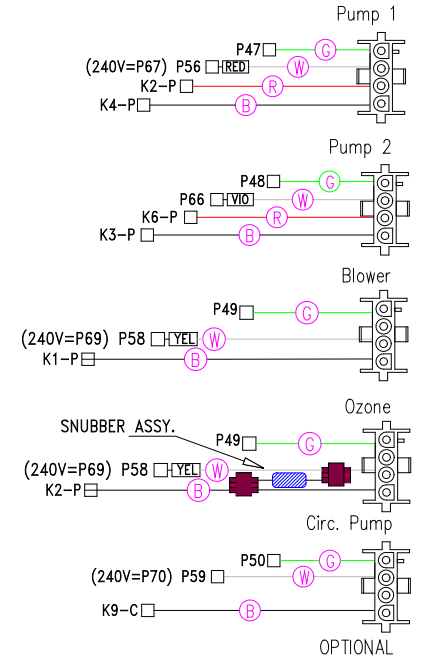 Pump 1
P47 G
(240V=P67) P56 RED W
K2-P R
K4-P B
Pump 2
P48 G
P66 VIO W
K6-P R
K3-P B
Blower
P49 G
(240V=P69) P58 YEL W
K1-P B
Ozone
SNUBBER ASSY.
P49 G
(240V=P69) P58 YEL W
K2-P B
Circ. Pump
P50 G
(240V=P70) P59 W
K9-C B
OPTIONAL